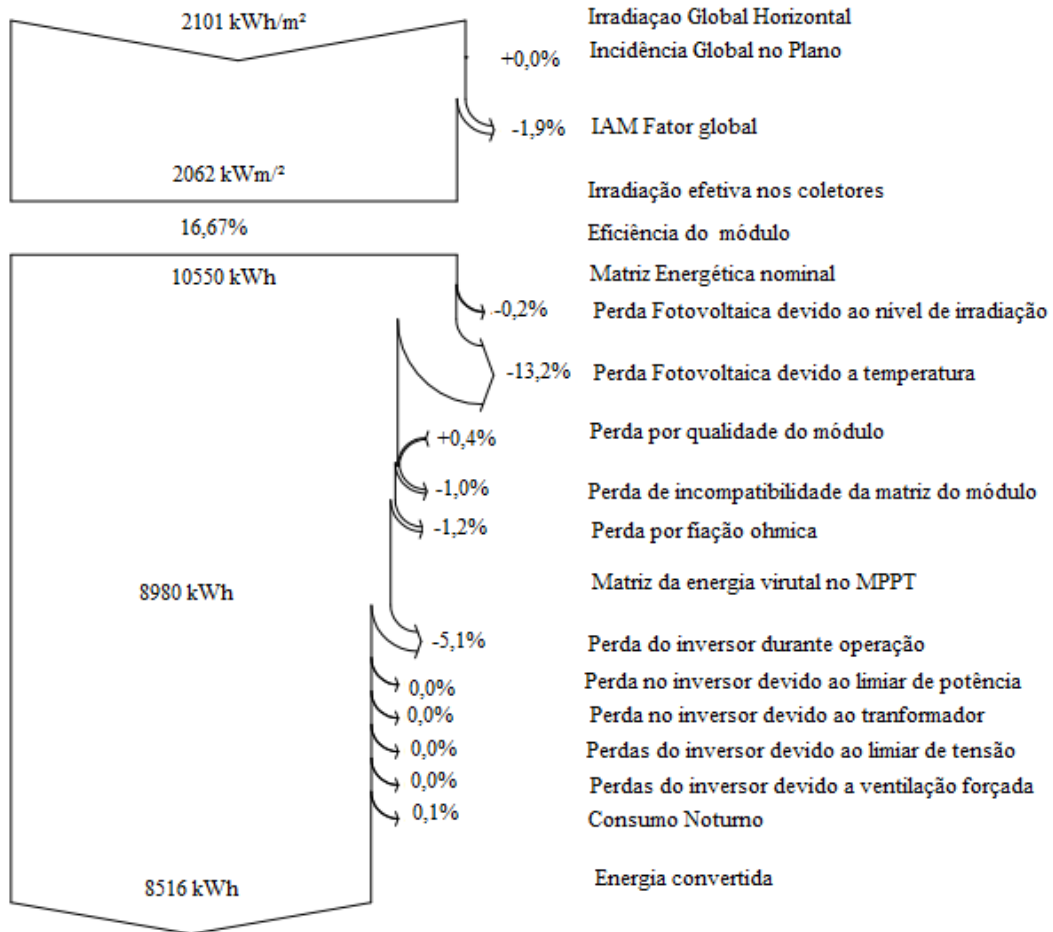 2101 kWh/m² Irradiaçao Global Horizontal
+0,0% Incidência Global no Plano
-1,9% IAM Fator global
2062 kWm/²
Irradiação efetiva nos coletores
16,67% Eficiência do módulo
10550 kWh Matriz Energética nominal
-0,2% Perda Fotovoltaica devido ao nível de irradiação
-13,2% Perda Fotovoltaica devido a temperatura
+0,4% Perda por qualidade do módulo
-1,0% Perda de incompatibilidade da matriz do módulo
-1,2% Perda por fiação ohmica
8980 kWh Matriz da energia virutal no MPPT
-5,1% Perda do inversor durante operação
0,0% Perda no inversor devido ao limiar de potência
0,0% Perda no inversor devido ao tranformador
0,0% Perdas do inversor devido ao limiar de tensão
0,0% Perdas do inversor devido a ventilação forçada
0,1% Consumo Noturno
8516 kWh Energia convertida